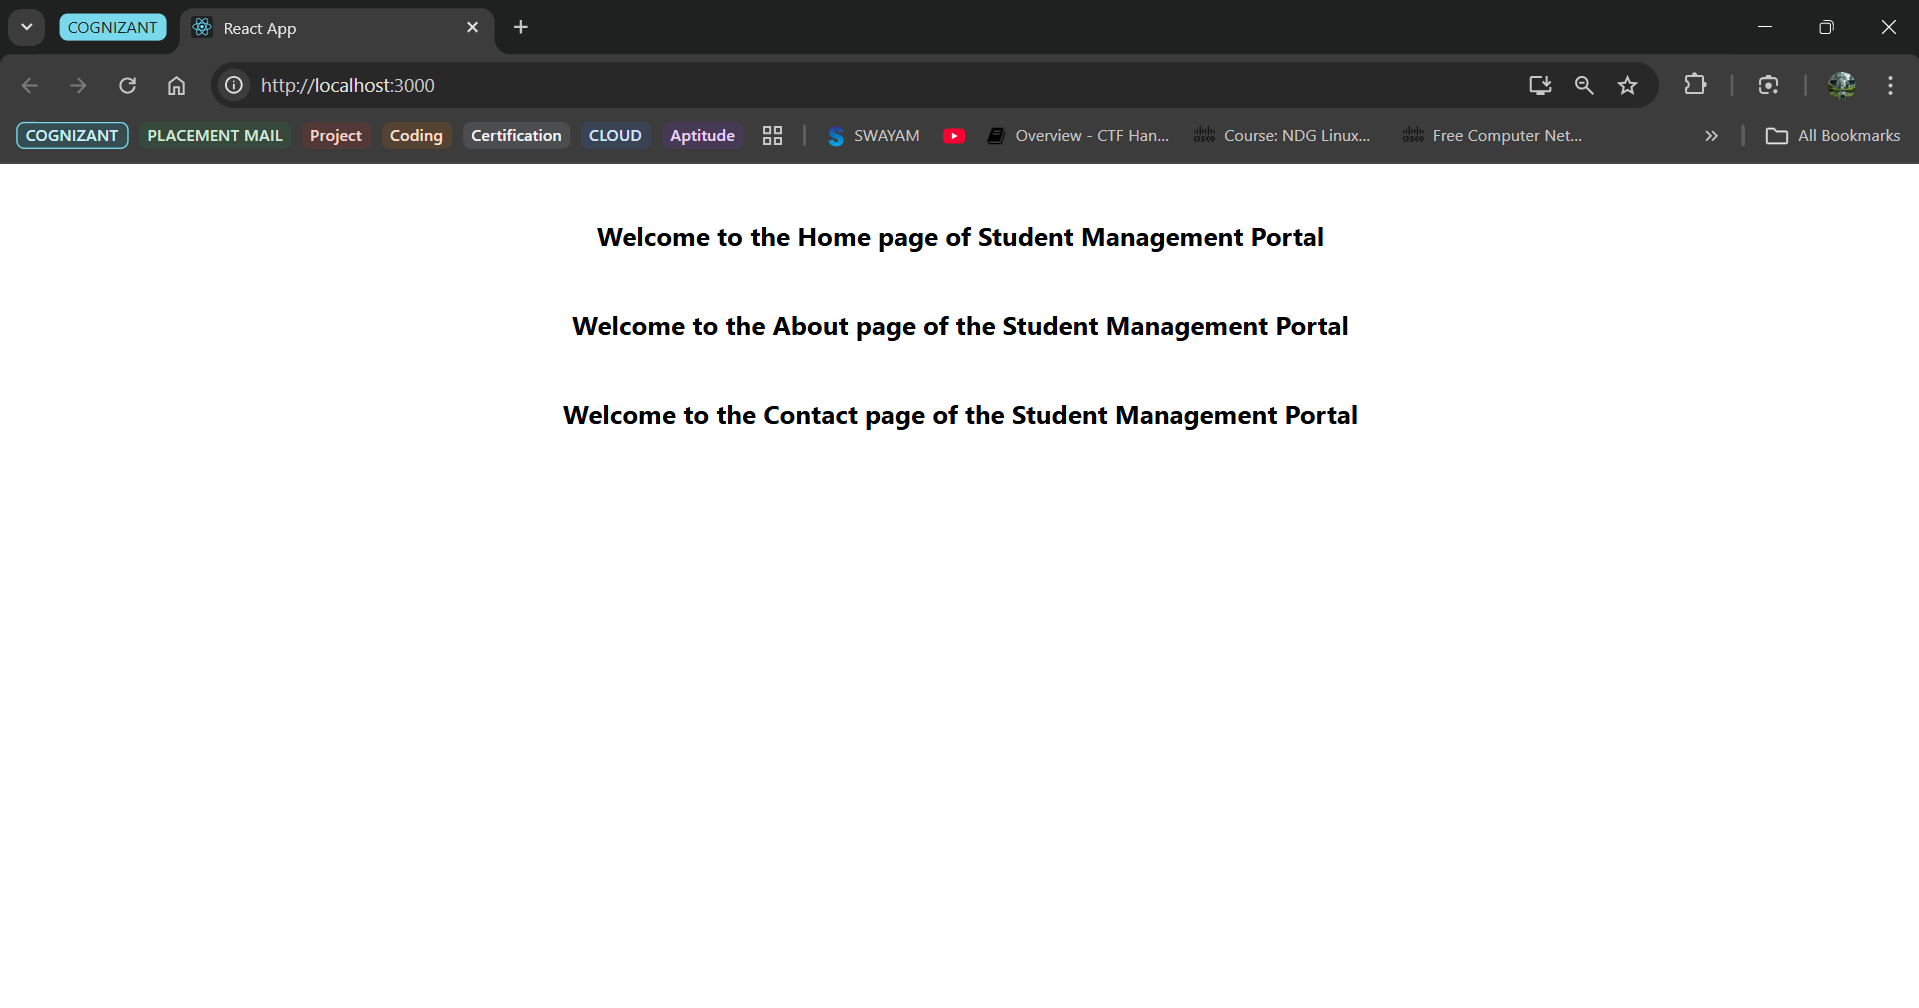 COGNIZANT
React App
http://localhost:3000
COGNIZANT PLACEMENT MAIL Project Coding Certification CLOUD Aptitude SWAYAM Overview - CTF Han... Course: NDG Linux... Free Computer Net... All Bookmarks
Welcome to the Home page of Student Management Portal
Welcome to the About page of the Student Management Portal
Welcome to the Contact page of the Student Management Portal